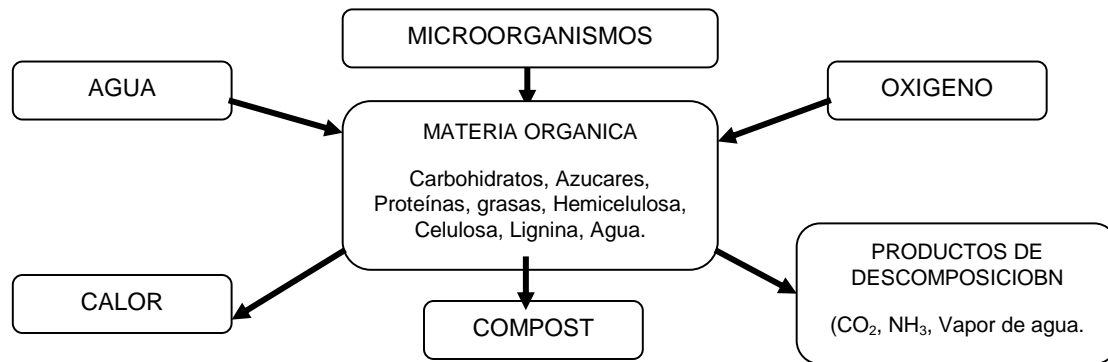 MICROORGANISMOS
AGUA
OXIGENO
MATERIA ORGANICA
Carbohidratos, Azucares,
Proteínas, grasas, Hemicelulosa,
Celulosa, Lignina, Agua.
CALOR
COMPOST
PRODUCTOS DE
DESCOMPOSICIOBN
(CO₂, NH₃, Vapor de agua.